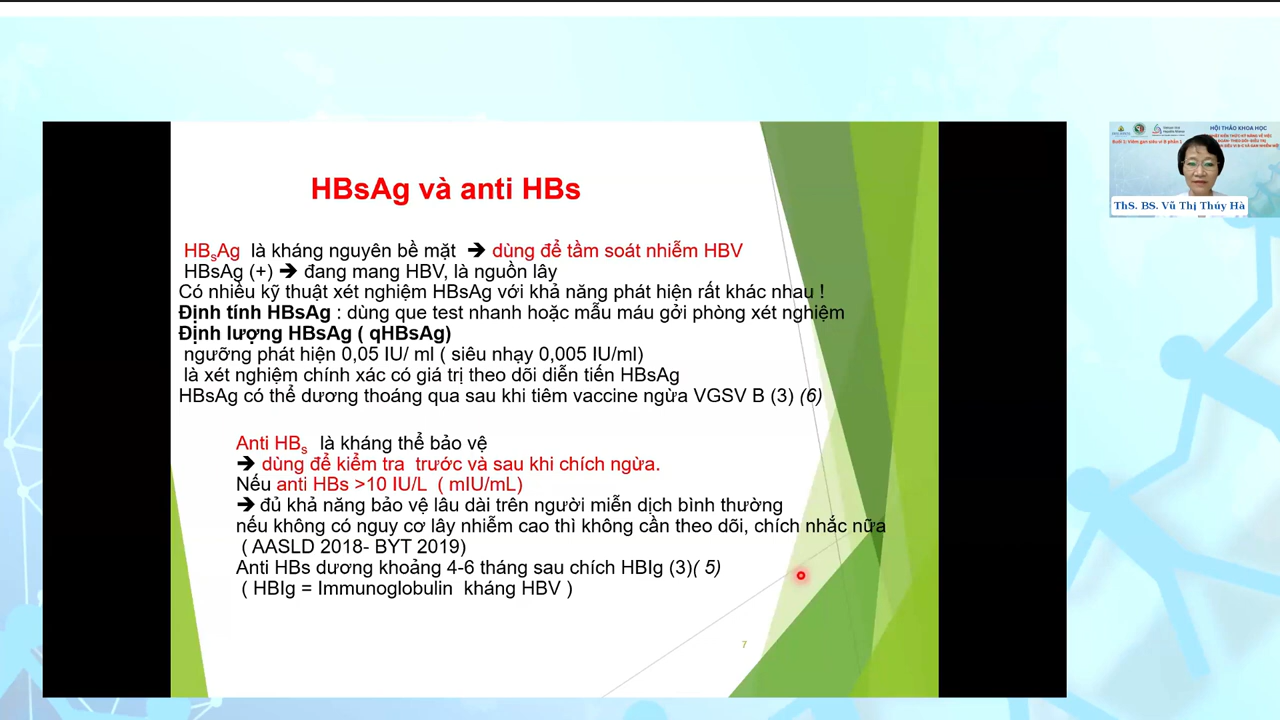 HBsAg và anti HBs
HBsAg là kháng nguyên bề mặt ➔ dùng để tầm soát nhiễm HBV
HBsAg (+) ➔ đang mang HBV, là nguồn lây
Có nhiều kỹ thuật xét nghiệm HBsAg với khả năng phát hiện rất khác nhau !
Định tính HBsAg : dùng que test nhanh hoặc mẫu máu gởi phòng xét nghiệm
Định lượng HBsAg ( qHBsAg)
ngưỡng phát hiện 0,05 IU/ ml ( siêu nhạy 0,005 IU/ml)
là xét nghiệm chính xác có giá trị theo dõi diễn tiến HBsAg
HBsAg có thể dương thoáng qua sau khi tiêm vaccine ngừa VGSV B (3) (6)
Anti HBs là kháng thể bảo vệ
➔ dùng để kiểm tra trước và sau khi chích ngừa.
Nếu anti HBs >10 IU/L ( mIU/mL)
➔ đủ khả năng bảo vệ lâu dài trên người miễn dịch bình thường
nếu không có nguy cơ lây nhiễm cao thì không cần theo dõi, chích nhắc nữa
( AASLD 2018- BYT 2019)
Anti HBs dương khoảng 4-6 tháng sau chích HBIg (3)( 5)
( HBIg = Immunoglobulin kháng HBV )
7
HỘI THẢO KHOA HỌC
Buổi 1: Viêm gan siêu vi B phần 1
ThS. BS. Vũ Thị Thúy Hà